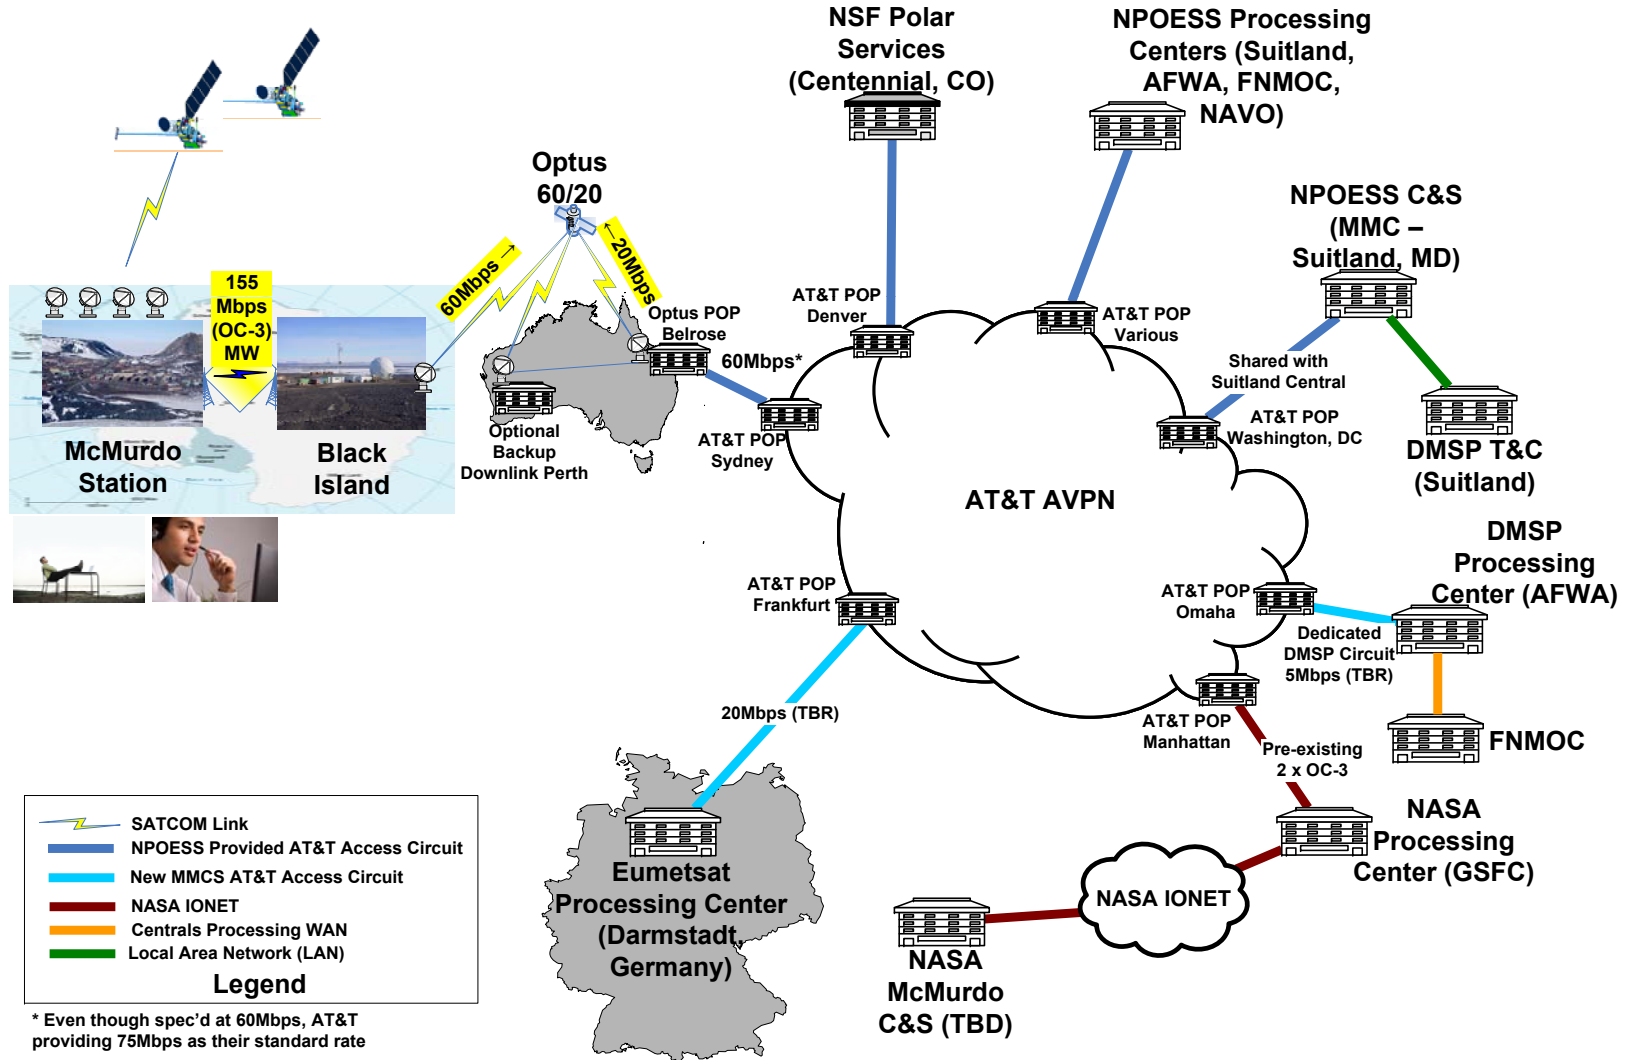 NSF Polar
Services
(Centennial, CO)
NPOESS Processing
Centers (Suitland,
AFWA, FNMOC,
NAVO)
Optus
60/20
NPOESS C&S
(MMC –
Suitland, MD)
60Mbps →
←20Mbps
155
Mbps
(OC-3)
MW
AT&T POP
Denver
Optus POP
Belrose
AT&T POP
Various
60Mbps*
Shared with
Suitland Central
AT&T POP
Washington, DC
AT&T POP
Sydney
Optional
Backup
Downlink Perth
McMurdo
Station
Black
Island
DMSP T&C
(Suitland)
AT&T AVPN
DMSP
Processing
Center (AFWA)
AT&T POP
Frankfurt
AT&T POP
Omaha
Dedicated
DMSP Circuit
5Mbps (TBR)
20Mbps (TBR)
AT&T POP
Manhattan
FNMOC
Pre-existing
2 x OC-3
NASA
Processing
Center (GSFC)
Eumetsat
Processing Center
(Darmstadt,
Germany)
NASA IONET
NASA
McMurdo
C&S (TBD)
SATCOM Link
NPOESS Provided AT&T Access Circuit
New MMCS AT&T Access Circuit
NASA IONET
Centrals Processing WAN
Local Area Network (LAN)
Legend
* Even though spec’d at 60Mbps, AT&T
providing 75Mbps as their standard rate